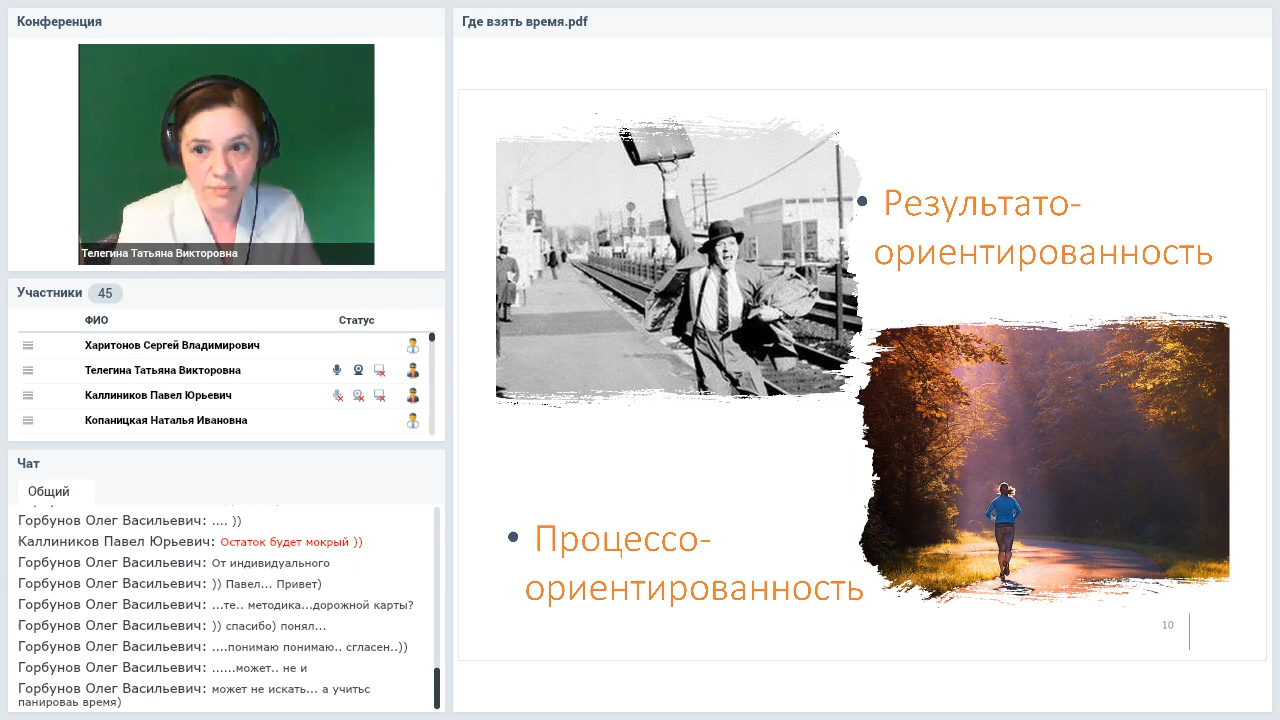 Конференция
Телегина Татьяна Викторовна
Участники 45
ФИО Статус
Харитонов Сергей Владимирович
Телегина Татьяна Викторовна
Каллиников Павел Юрьевич
Копаницкая Наталья Ивановна
Чат
Общий
Горбунов Олег Васильевич: .... ))
Каллиников Павел Юрьевич: Остаток будет мокрый ))
Горбунов Олег Васильевич: От индивидуального
Горбунов Олег Васильевич: )) Павел... Привет)
Горбунов Олег Васильевич: ...те.. методика...дорожной карты?
Горбунов Олег Васильевич: )) спасибо) понял...
Горбунов Олег Васильевич: ....понимаю понимаю.. сгласен..))
Горбунов Олег Васильевич: ......может.. не и
Горбунов Олег Васильевич: может не искать... а учитьс
панироваь время)
Где взять время.pdf
• Результато-
ориентированность
• Процессо-
ориентированность
10